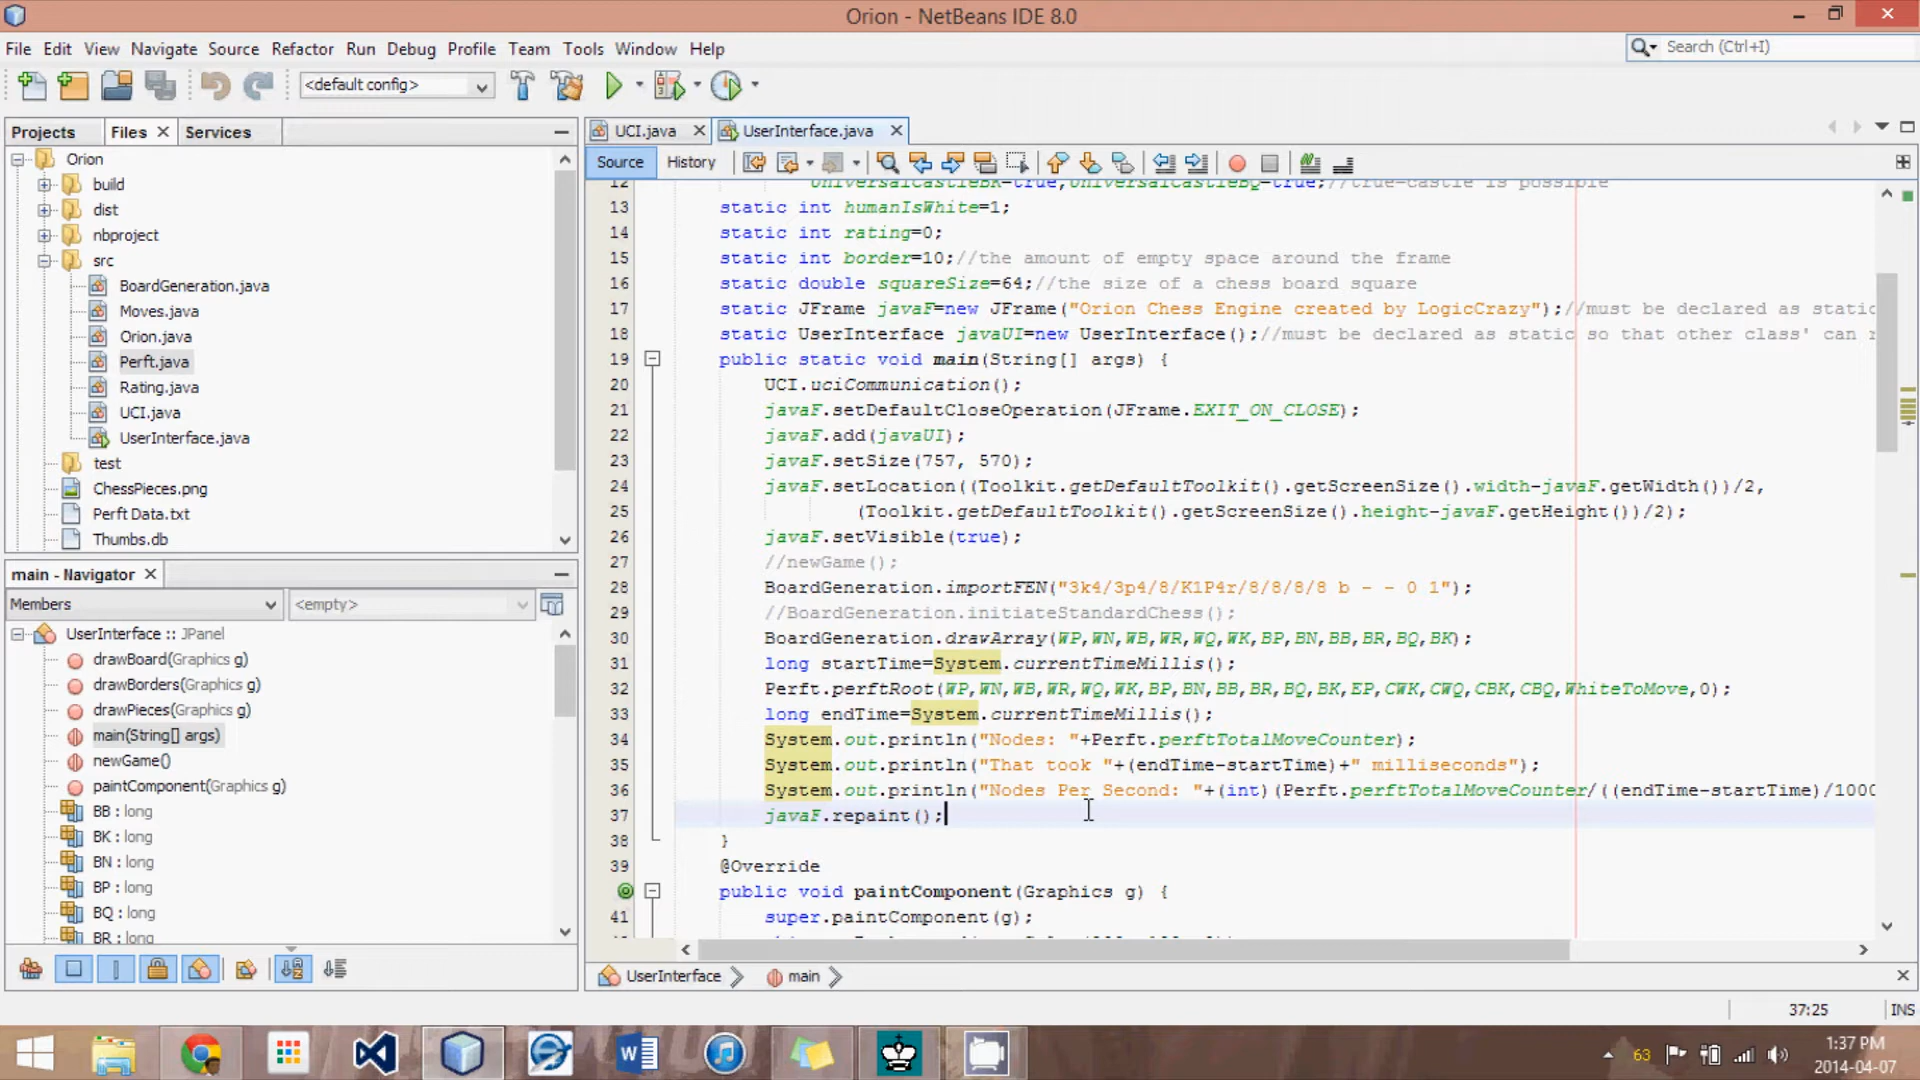 Orion - NetBeans IDE 8.0
File Edit View Navigate Source Refactor Run Debug Profile Team Tools Window Help
Search (Ctrl+I)
<default config>
Projects Files Services
UCI.java UserInterface.java
Source History
Orion
build
dist
nbproject
src
BoardGeneration.java
Moves.java
Orion.java
Perft.java
Rating.java
UCI.java
UserInterface.java
test
ChessPieces.png
Perft Data.txt
Thumbs.db
main - Navigator
Members <empty>
UserInterface :: JPanel
drawBoard(Graphics g)
drawBorders(Graphics g)
drawPieces(Graphics g)
main(String[] args)
newGame()
paintComponent(Graphics g)
BB : long
BK : long
BN : long
BP : long
BQ : long
BR : long
12 UniversalCastleBK=true,UniversalCastleBQ=true;//true=castle is possible
13 static int humanIsWhite=1;
14 static int rating=0;
15 static int border=10;//the amount of empty space around the frame
16 static double squareSize=64;//the size of a chess board square
17 static JFrame javaF=new JFrame("Orion Chess Engine created by LogicCrazy");//must be declared as static
18 static UserInterface javaUI=new UserInterface();//must be declared as static so that other class' can r
19 public static void main(String[] args) {
20 UCI.uciCommunication();
21 javaF.setDefaultCloseOperation(JFrame.EXIT_ON_CLOSE);
22 javaF.add(javaUI);
23 javaF.setSize(757, 570);
24 javaF.setLocation((Toolkit.getDefaultToolkit().getScreenSize().width-javaF.getWidth())/2,
25 (Toolkit.getDefaultToolkit().getScreenSize().height-javaF.getHeight())/2);
26 javaF.setVisible(true);
27 //newGame();
28 BoardGeneration.importFEN("3k4/3p4/8/K1P4r/8/8/8/8 b - - 0 1");
29 //BoardGeneration.initiateStandardChess();
30 BoardGeneration.drawArray(WP,WN,WB,WR,WQ,WK,BP,BN,BB,BR,BQ,BK);
31 long startTime=System.currentTimeMillis();
32 Perft.perftRoot(WP,WN,WB,WR,WQ,WK,BP,BN,BB,BR,BQ,BK,EP,CWK,CWQ,CBK,CBQ,WhiteToMove,0);
33 long endTime=System.currentTimeMillis();
34 System.out.println("Nodes: "+Perft.perftTotalMoveCounter);
35 System.out.println("That took "+(endTime-startTime)+" milliseconds");
36 System.out.println("Nodes Per Second: "+(int)(Perft.perftTotalMoveCounter/((endTime-startTime)/1000
37 javaF.repaint();
38 }
39 @Override
public void paintComponent(Graphics g) {
41 super.paintComponent(g);
UserInterface main
37:25 INS
63
1:37 PM
2014-04-07